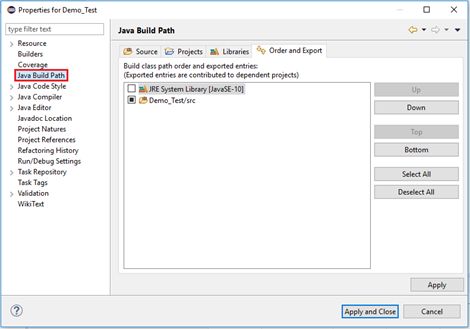 Properties for Demo_Test
type filter text
Resource
Builders
Coverage
Java Build Path
Java Code Style
Java Compiler
Java Editor
Javadoc Location
Project Natures
Project References
Refactoring History
Run/Debug Settings
Task Repository
Task Tags
Validation
WikiText
Java Build Path
Source
Projects
Libraries
Order and Export
Build class path order and exported entries:
(Exported entries are contributed to dependent projects)
JRE System Library [JavaSE-10]
Demo_Test/src
Up
Down
Top
Bottom
Select All
Deselect All
Apply
Apply and Close
Cancel